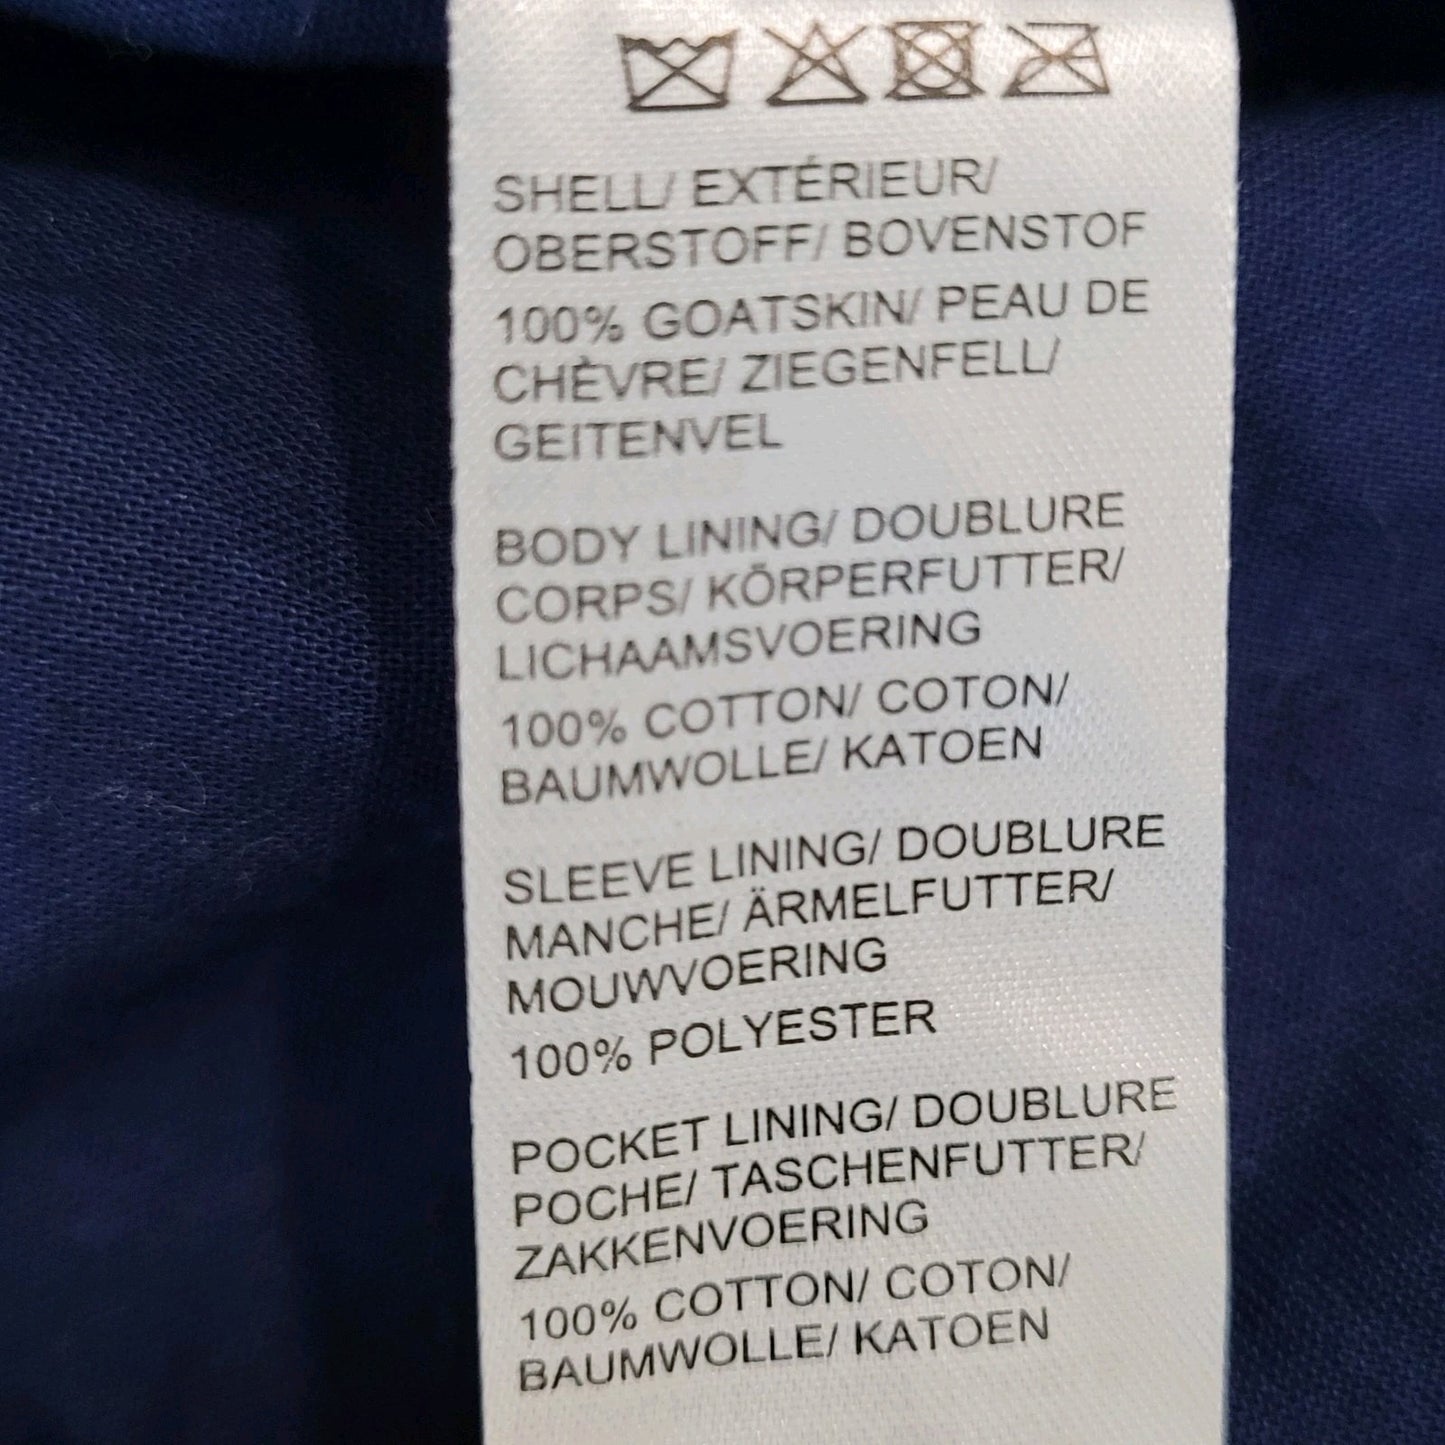 SHELL/ EXTÉRIEUR/
OBERSTOFF/ BOVENSTOF
100% GOATSKIN/ PEAU DE
CHÈVRE/ ZIEGENFELL/
GEITENVEL
BODY LINING/ DOUBLURE
CORPS/ KÖRPERFUTTER/
LICHAAMSVOERING
100% COTTON/ COTON/
BAUMWOLLE/ KATOEN
SLEEVE LINING/ DOUBLURE
MANCHE/ ÄRMELFUTTER/
MOUWVOERING
100% POLYESTER
POCKET LINING/ DOUBLURE
POCHE/ TASCHENFUTTER/
ZAKKENVOERING
100% COTTON/ COTON/
BAUMWOLLE/ KATOEN